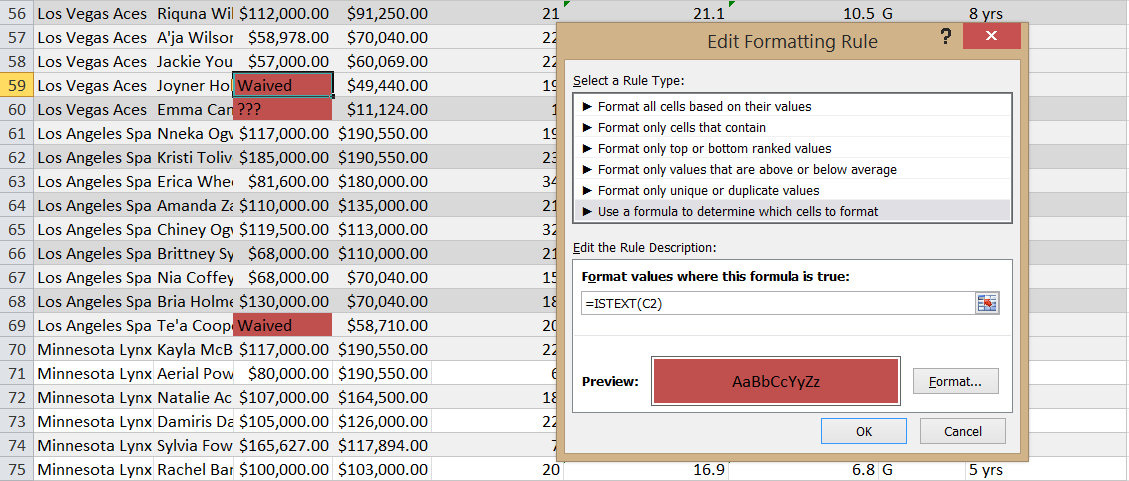 56 Los Vegas Aces Riquna Wil $112,000.00 $91,250.00 21 21.1 10.5 G 8 yrs
57 Los Vegas Aces A'ja Wilson $58,978.00 $70,040.00 22
58 Los Vegas Aces Jackie You $57,000.00 $60,069.00 22
59 Los Vegas Aces Joyner Hol Waived $49,440.00 19
60 Los Vegas Aces Emma Can ??? $11,124.00 1
61 Los Angeles Spa Nneka Ogw $117,000.00 $190,550.00 19
62 Los Angeles Spa Kristi Toliv $185,000.00 $190,550.00 23
63 Los Angeles Spa Erica Whee $81,600.00 $180,000.00 34
64 Los Angeles Spa Amanda Za $110,000.00 $135,000.00 21
65 Los Angeles Spa Chiney Ogw $119,500.00 $113,000.00 32
66 Los Angeles Spa Brittney Sy $68,000.00 $110,000.00 21
67 Los Angeles Spa Nia Coffey $68,000.00 $70,040.00 15
68 Los Angeles Spa Bria Holme $130,000.00 $70,040.00 18
69 Los Angeles Spa Te'a Coop Waived $58,710.00 20
70 Minnesota Lynx Kayla McB $117,000.00 $190,550.00 22
71 Minnesota Lynx Aerial Pow $80,000.00 $190,550.00 6
72 Minnesota Lynx Natalie Ac $107,000.00 $164,500.00 18
73 Minnesota Lynx Damiris Da $105,000.00 $126,000.00 22
74 Minnesota Lynx Sylvia Fow $165,627.00 $117,894.00 7
75 Minnesota Lynx Rachel Ban $100,000.00 $103,000.00 20 16.9 6.8 G 5 yrs
Edit Formatting Rule ?
Select a Rule Type:
► Format all cells based on their values
► Format only cells that contain
► Format only top or bottom ranked values
► Format only values that are above or below average
► Format only unique or duplicate values
► Use a formula to determine which cells to format
Edit the Rule Description:
Format values where this formula is true:
=ISTEXT(C2)
Preview: AaBbCcYyZz Format...
OK Cancel